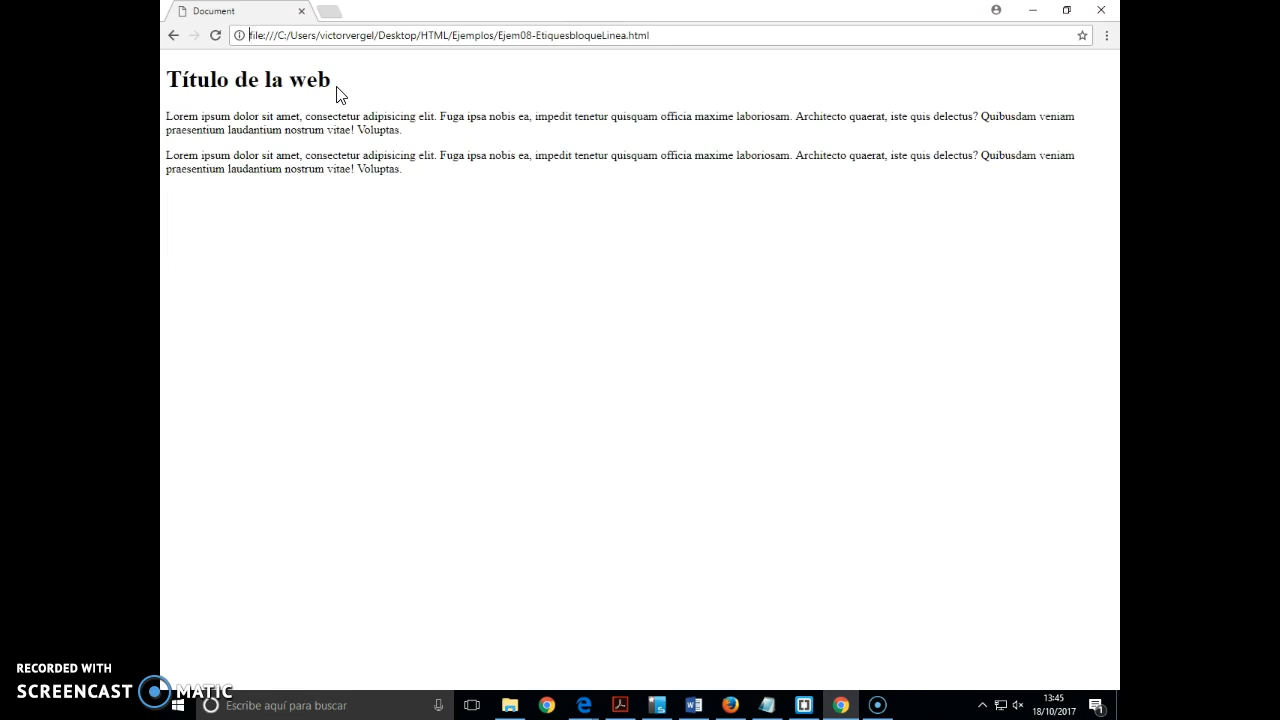 Document
file:///C:/Users/victorvergel/Desktop/HTML/Ejemplos/Ejem08-EtiquesbloqueLinea.html
Título de la web
Lorem ipsum dolor sit amet, consectetur adipisicing elit. Fuga ipsa nobis ea, impedit tenetur quisquam officia maxime laboriosam. Architecto quaerat, iste quis delectus? Quibusdam veniam
praesentium laudantium nostrum vitae! Voluptas.
Lorem ipsum dolor sit amet, consectetur adipisicing elit. Fuga ipsa nobis ea, impedit tenetur quisquam officia maxime laboriosam. Architecto quaerat, iste quis delectus? Quibusdam veniam
praesentium laudantium nostrum vitae! Voluptas.
RECORDED WITH
SCREENCAST MATIC
Escribe aquí para buscar
13:45
18/10/2017
1